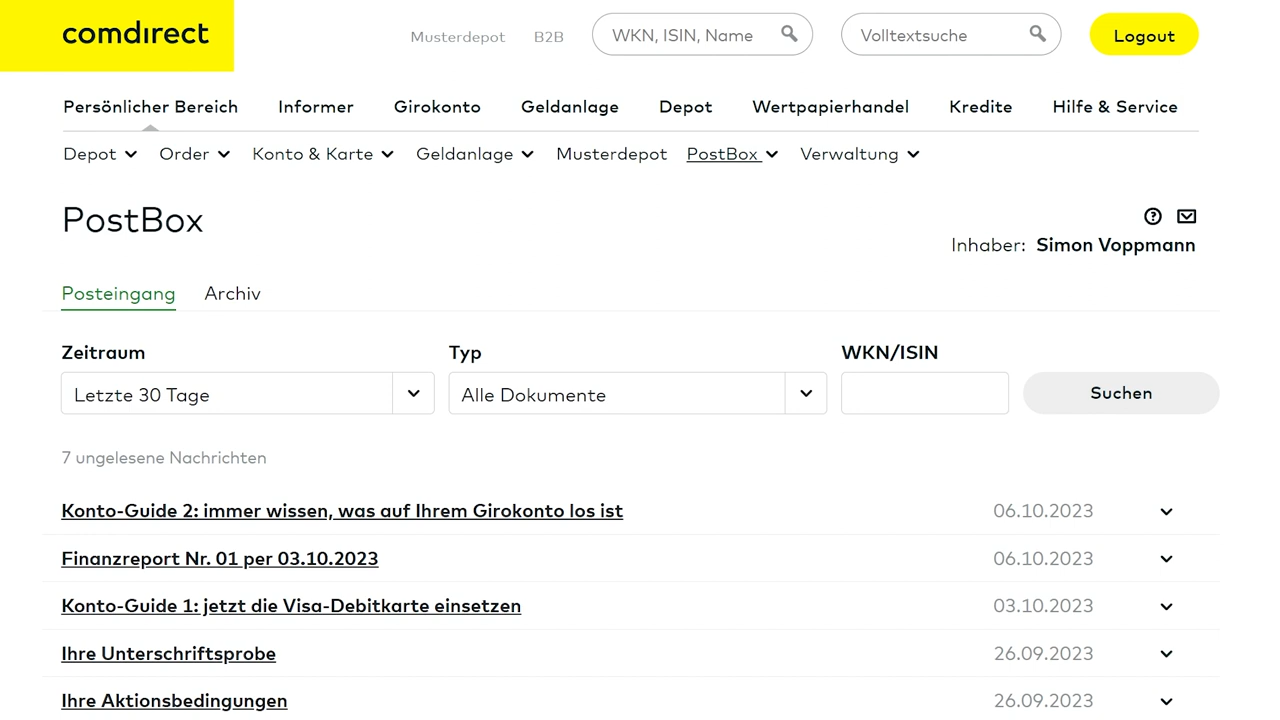 comdirect
Musterdepot B2B WKN, ISIN, Name Volltextsuche Logout
Persönlicher Bereich Informer Girokonto Geldanlage Depot Wertpapierhandel Kredite Hilfe & Service
Depot Order Konto & Karte Geldanlage Musterdepot PostBox Verwaltung
PostBox
Inhaber: Simon Voppmann
Posteingang Archiv
Zeitraum Typ WKN/ISIN
Letzte 30 Tage Alle Dokumente Suchen
7 ungelesene Nachrichten
Konto-Guide 2: immer wissen, was auf Ihrem Girokonto los ist 06.10.2023
Finanzreport Nr. 01 per 03.10.2023 06.10.2023
Konto-Guide 1: jetzt die Visa-Debitkarte einsetzen 03.10.2023
Ihre Unterschriftsprobe 26.09.2023
Ihre Aktionsbedingungen 26.09.2023